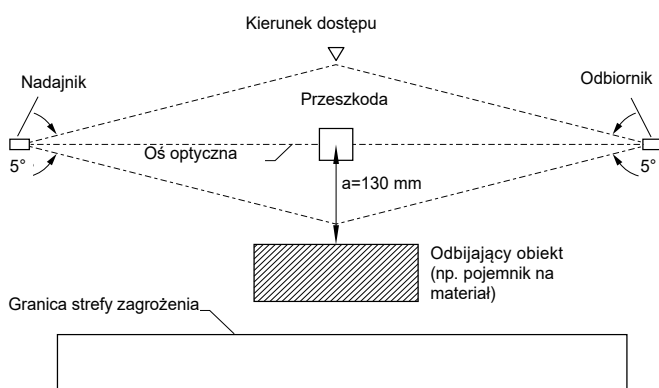 Kierunek dostępu
Nadajnik
Odbiornik
Przeszkoda
Oś optyczna
5°
5°
a=130 mm
Odbijający obiekt
(np. pojemnik na
materiał)
Granica strefy zagrożenia